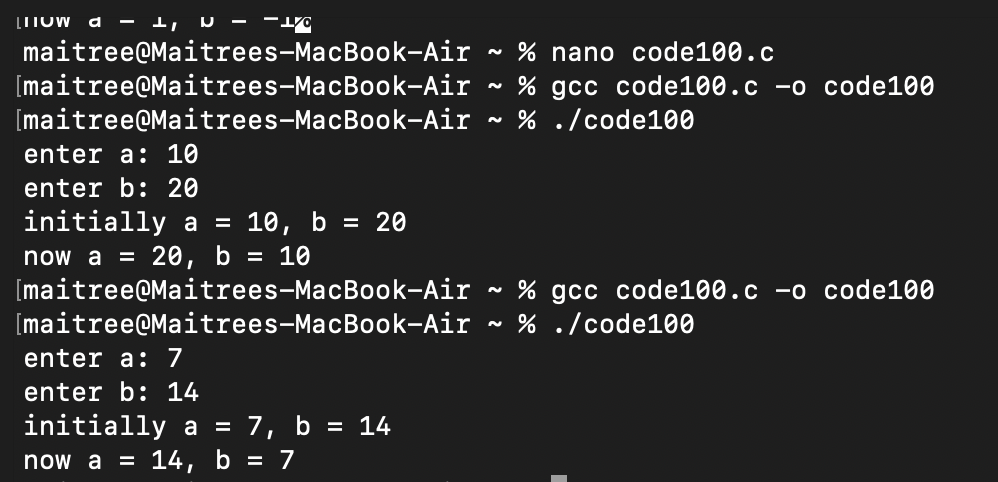 now a = 1, b = -1%
maitree@Maitrees-MacBook-Air ~ % nano code100.c
[maitree@Maitrees-MacBook-Air ~ % gcc code100.c -o code100
[maitree@Maitrees-MacBook-Air ~ % ./code100
enter a: 10
enter b: 20
initially a = 10, b = 20
now a = 20, b = 10
[maitree@Maitrees-MacBook-Air ~ % gcc code100.c -o code100
[maitree@Maitrees-MacBook-Air ~ % ./code100
enter a: 7
enter b: 14
initially a = 7, b = 14
now a = 14, b = 7